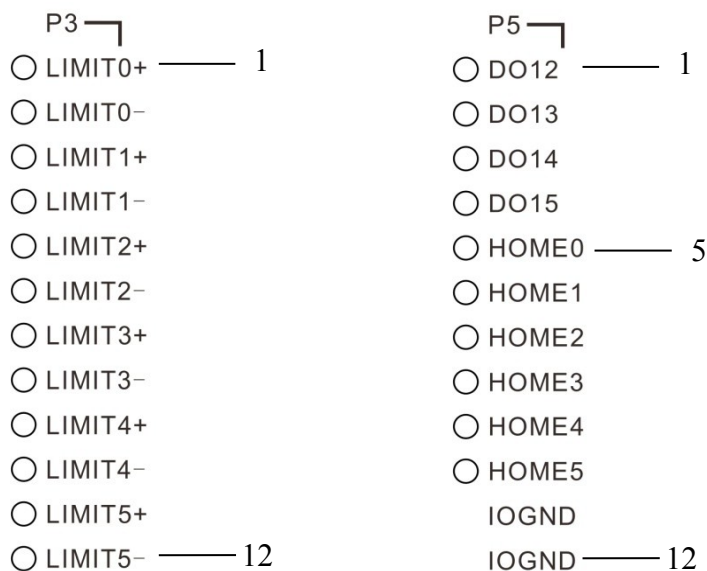 P3
LIMIT0+ 1
LIMIT0-
LIMIT1+
LIMIT1-
LIMIT2+
LIMIT2-
LIMIT3+
LIMIT3-
LIMIT4+
LIMIT4-
LIMIT5+
LIMIT5- 12
P5
DO12 1
DO13
DO14
DO15
HOME0 5
HOME1
HOME2
HOME3
HOME4
HOME5
IOGND
IOGND 12